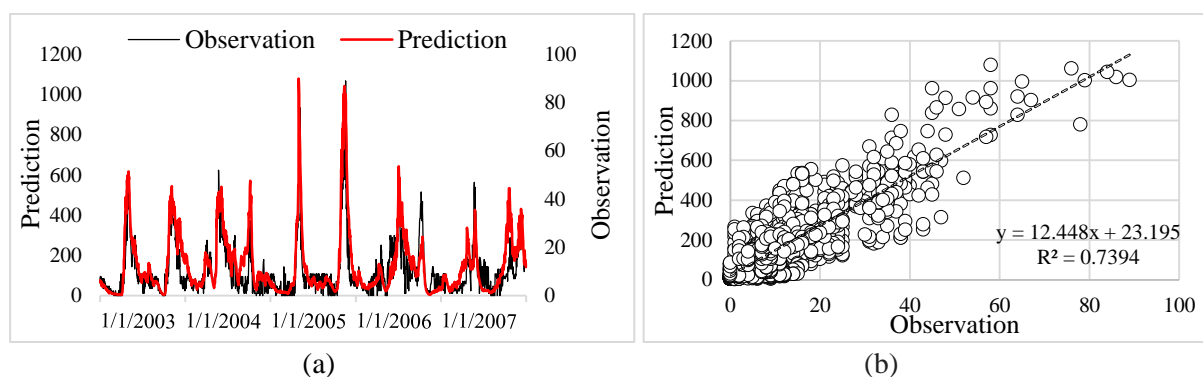 Observation Prediction
1200
1000
800
600
400
200
0
Prediction
100
80
60
40
20
0
Observation
1/1/2003 1/1/2004 1/1/2005 1/1/2006 1/1/2007
(a)
1200
1000
800
600
400
200
0
Prediction
y = 12.448x + 23.195
R² = 0.7394
0 20 40 60 80 100
Observation
(b)